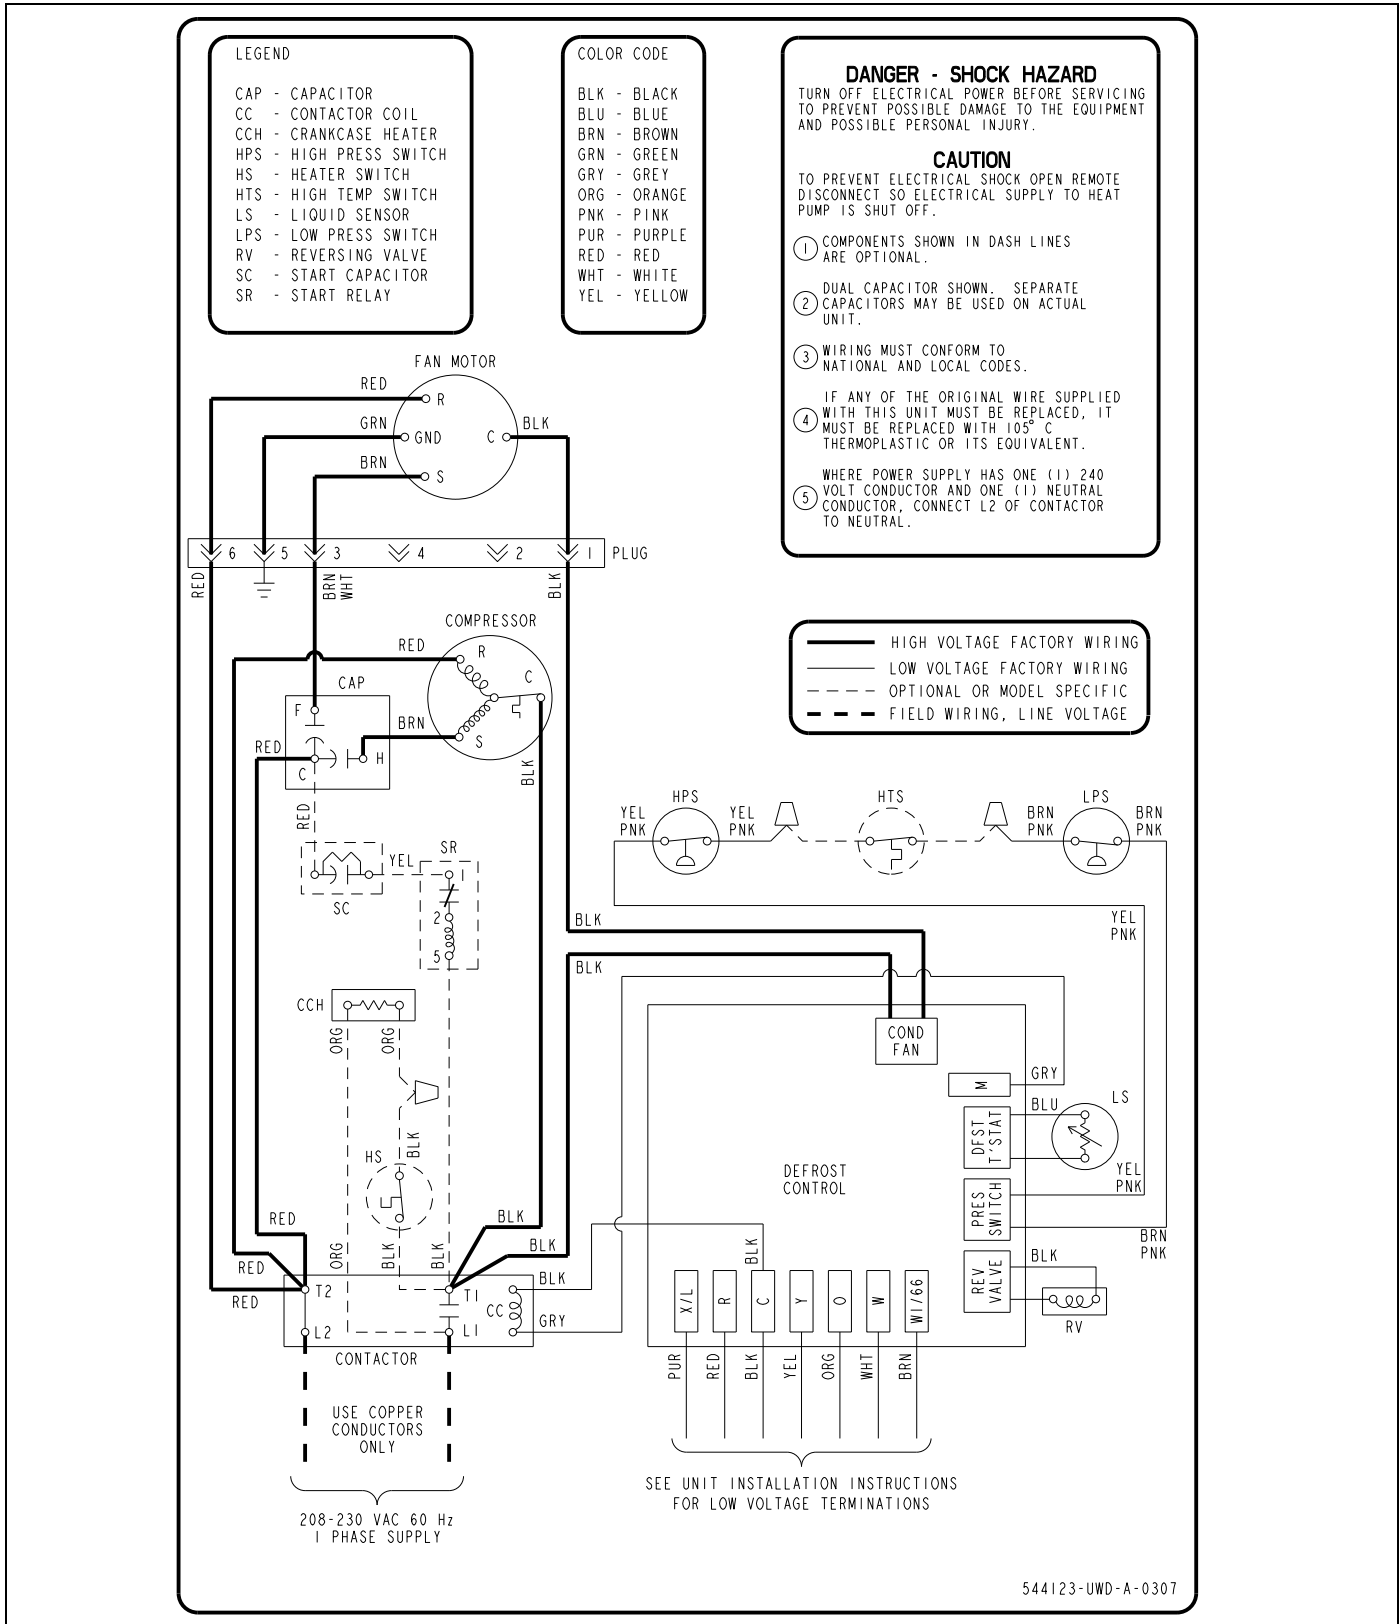 LEGEND
CAP - CAPACITOR
CC - CONTACTOR COIL
CCH - CRANKCASE HEATER
HPS - HIGH PRESS SWITCH
HS - HEATER SWITCH
HTS - HIGH TEMP SWITCH
LS - LIQUID SENSOR
LPS - LOW PRESS SWITCH
RV - REVERSING VALVE
SC - START CAPACITOR
SR - START RELAY
COLOR CODE
BLK - BLACK
BLU - BLUE
BRN - BROWN
GRN - GREEN
GRY - GREY
ORG - ORANGE
PNK - PINK
PUR - PURPLE
RED - RED
WHT - WHITE
YEL - YELLOW
DANGER - SHOCK HAZARD
TURN OFF ELECTRICAL POWER BEFORE SERVICING
TO PREVENT POSSIBLE DAMAGE TO THE EQUIPMENT
AND POSSIBLE PERSONAL INJURY.
CAUTION
TO PREVENT ELECTRICAL SHOCK OPEN REMOTE
DISCONNECT SO ELECTRICAL SUPPLY TO HEAT
PUMP IS SHUT OFF.
1 COMPONENTS SHOWN IN DASH LINES
ARE OPTIONAL.
2 DUAL CAPACITOR SHOWN. SEPARATE
CAPACITORS MAY BE USED ON ACTUAL
UNIT.
3 WIRING MUST CONFORM TO
NATIONAL AND LOCAL CODES.
4 IF ANY OF THE ORIGINAL WIRE SUPPLIED
WITH THIS UNIT MUST BE REPLACED, IT
MUST BE REPLACED WITH 105° C
THERMOPLASTIC OR ITS EQUIVALENT.
5 WHERE POWER SUPPLY HAS ONE (1) 240
VOLT CONDUCTOR AND ONE (1) NEUTRAL
CONDUCTOR, CONNECT L2 OF CONTACTOR
TO NEUTRAL.
FAN MOTOR
RED
R
GRN
GND
C
BLK
BRN
S
6
5
3
4
2
1
PLUG
RED
BRN
WHT
BLK
HIGH VOLTAGE FACTORY WIRING
LOW VOLTAGE FACTORY WIRING
OPTIONAL OR MODEL SPECIFIC
FIELD WIRING, LINE VOLTAGE
COMPRESSOR
RED
R
C
S
BRN
BLK
CAP
F
RED
C
H
RED
YEL
SC
SR
2
5
HPS
YEL
PNK
YEL
PNK
HTS
LPS
BRN
PNK
BRN
PNK
YEL
PNK
BLK
BLK
CCH
ORG
ORG
BLK
HS
COND
FAN
M
GRY
BLU
LS
DFST
T'STAT
YEL
PNK
DEFROST
CONTROL
PRES
SWITCH
BRN
PNK
REV
VALVE
BLK
RV
RED
RED
RED
ORG
BLK
BLK
BLK
BLK
T2
T1
L2
L1
CC
BLK
GRY
CONTACTOR
BLK
X/L
R
C
Y
O
W
W1/66
PUR
RED
BLK
YEL
ORG
WHT
BRN
USE COPPER
CONDUCTORS
ONLY
SEE UNIT INSTALLATION INSTRUCTIONS
FOR LOW VOLTAGE TERMINATIONS
208-230 VAC 60 Hz
1 PHASE SUPPLY
544123-UWD-A-0307